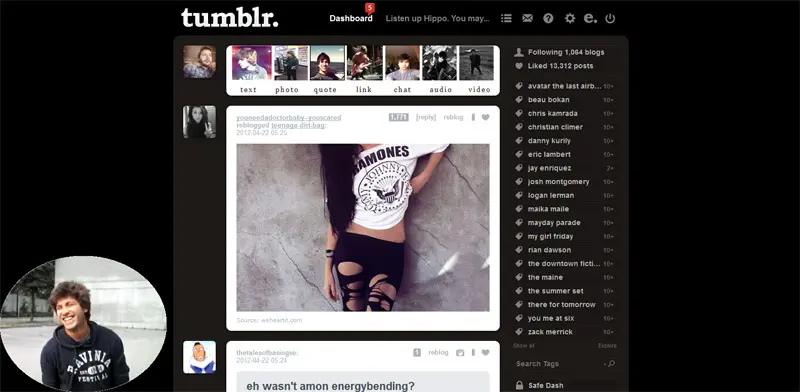 tumblr.
Dashboard
5
Listen up Hippo. You may...
text photo quote link chat audio video
youneedadoctorbaby-youscared
1,771 [reply] reblog
reblogged teenage-dirt-bag:
2012-04-22 05:25
RAMONES
Source: weheartit.com
thetalesofbasingse:
1 reblog
2012-04-22 05:24
eh wasn't amon energybending?
Following 1,064 blogs
Liked 13,312 posts
avatar the last airb... 10+
beau bokan 10+
chris kamrada 10+
christian climer 10+
danny kurily 10+
eric lambert 10+
jay enriquez 2+
josh montgomery 10+
logan lerman 10+
maika maile 10+
mayday parade 10+
my girl friday 10+
rian dawson 10+
the downtown ficti... 10+
the maine 10+
the summer set 10+
there for tomorrow 10+
you me at six 10+
zack merrick 10+
Show all Explore
Search Tags
Safe Dash